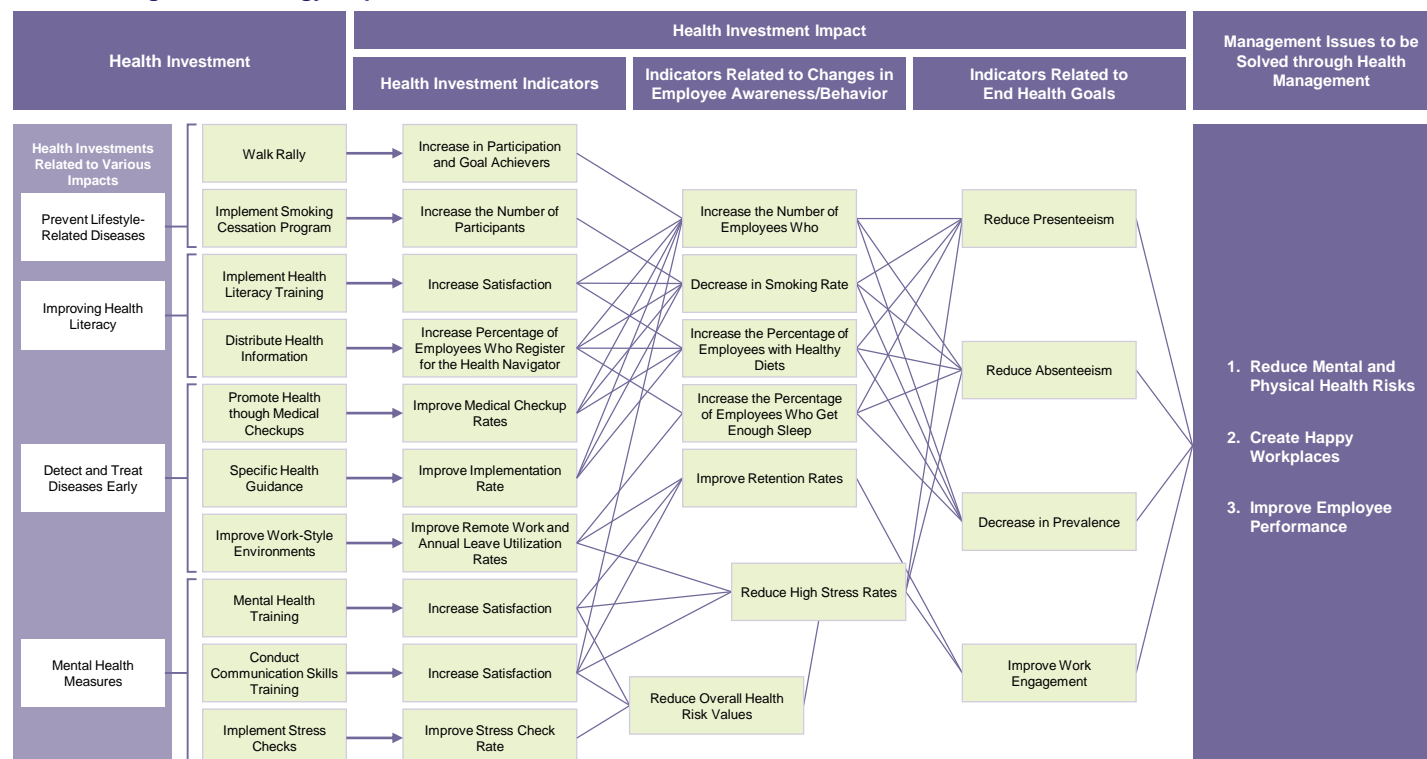 Health Investment
Health Investment Impact
Management Issues to be
Solved through Health
Management
Health Investment Indicators
Indicators Related to Changes in
Employee Awareness/Behavior
Indicators Related to
End Health Goals
Health Investments
Related to Various
Impacts
Prevent Lifestyle-
Related Diseases
Improving Health
Literacy
Detect and Treat
Diseases Early
Mental Health
Measures
Walk Rally
Implement Smoking
Cessation Program
Implement Health
Literacy Training
Distribute Health
Information
Promote Health
though Medical
Checkups
Specific Health
Guidance
Improve Work-Style
Environments
Mental Health
Training
Conduct
Communication Skills
Training
Implement Stress
Checks
Increase in Participation
and Goal Achievers
Increase the Number of
Participants
Increase Satisfaction
Increase Percentage of
Employees Who Register
for the Health Navigator
Improve Medical Checkup
Rates
Improve Implementation
Rate
Improve Remote Work and
Annual Leave Utilization
Rates
Increase Satisfaction
Increase Satisfaction
Improve Stress Check
Rate
Increase the Number of
Employees Who
Decrease in Smoking Rate
Increase the Percentage of
Employees with Healthy
Diets
Increase the Percentage
of Employees Who Get
Enough Sleep
Improve Retention Rates
Reduce High Stress Rates
Reduce Overall Health
Risk Values
Reduce Presenteeism
Reduce Absenteeism
Decrease in Prevalence
Improve Work
Engagement
1. Reduce Mental and
Physical Health Risks
2. Create Happy
Workplaces
3. Improve Employee
Performance